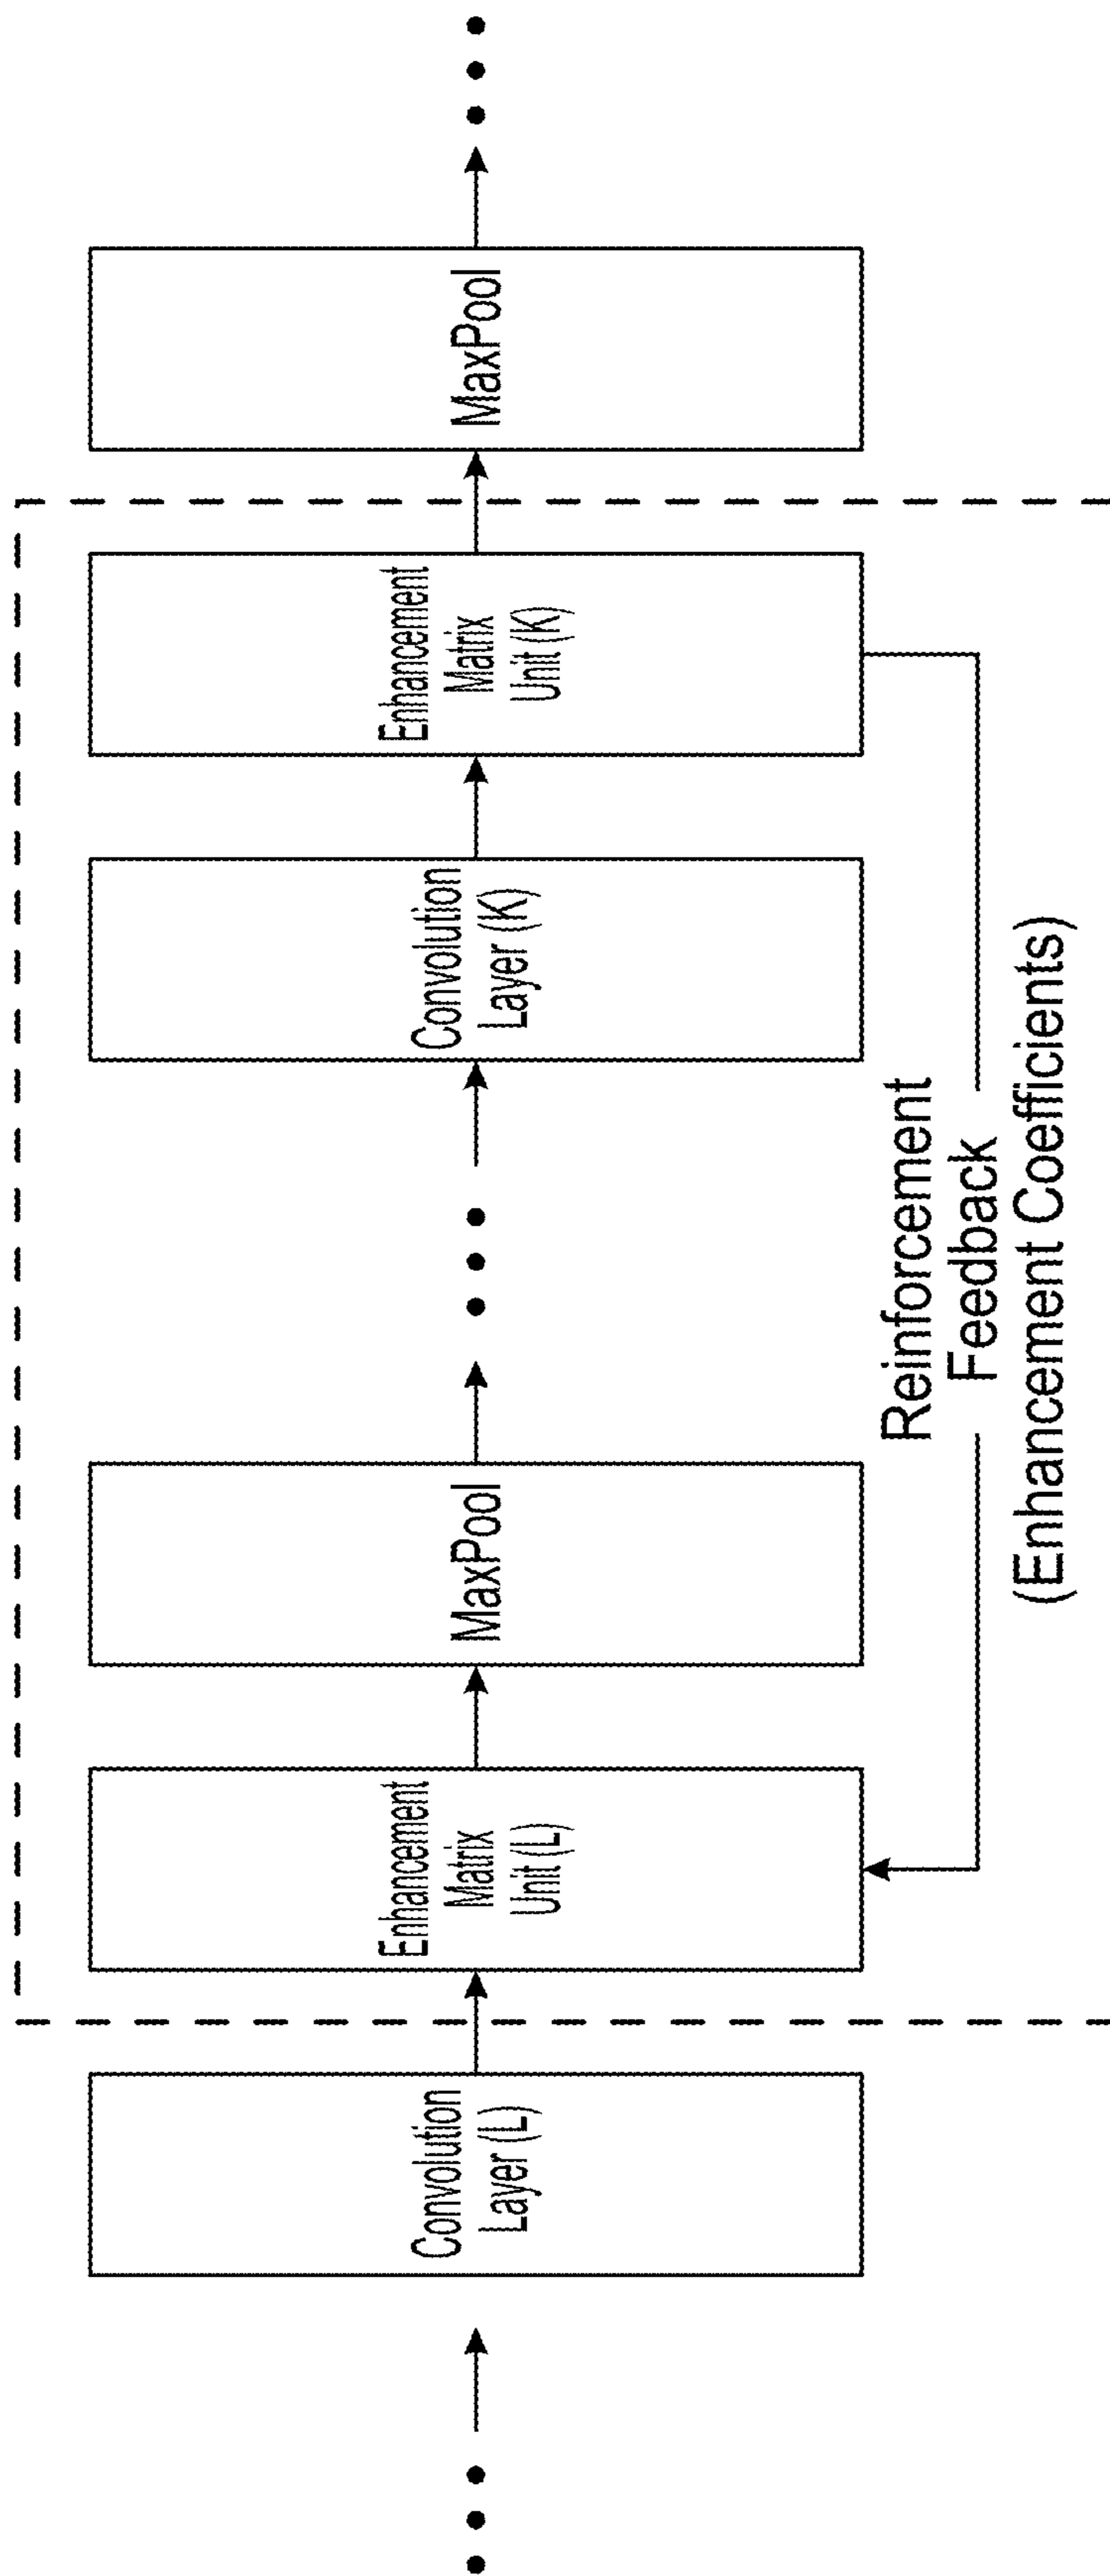 Convolution
Layer (L)
Enhancement
Matrix
Unit (L)
MaxPool
Convolution
Layer (K)
Enhancement
Matrix
Unit (K)
MaxPool
Reinforcement
Feedback
(Enhancement Coefficients)